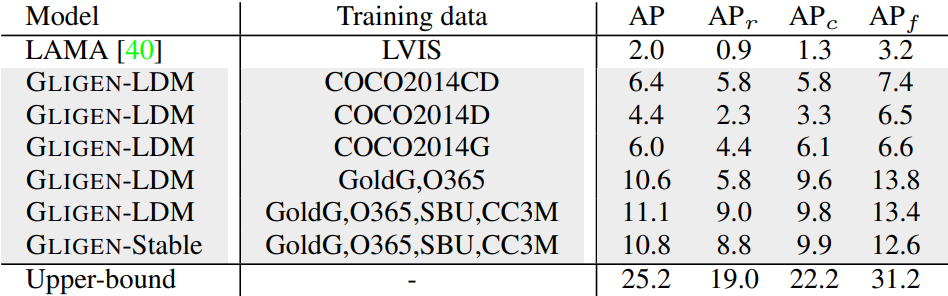 Model Training data AP APr APc APf
LAMA [40] LVIS 2.0 0.9 1.3 3.2
GLIGEN-LDM COCO2014CD 6.4 5.8 5.8 7.4
GLIGEN-LDM COCO2014D 4.4 2.3 3.3 6.5
GLIGEN-LDM COCO2014G 6.0 4.4 6.1 6.6
GLIGEN-LDM GoldG,O365 10.6 5.8 9.6 13.8
GLIGEN-LDM GoldG,O365,SBU,CC3M 11.1 9.0 9.8 13.4
GLIGEN-Stable GoldG,O365,SBU,CC3M 10.8 8.8 9.9 12.6
Upper-bound - 25.2 19.0 22.2 31.2